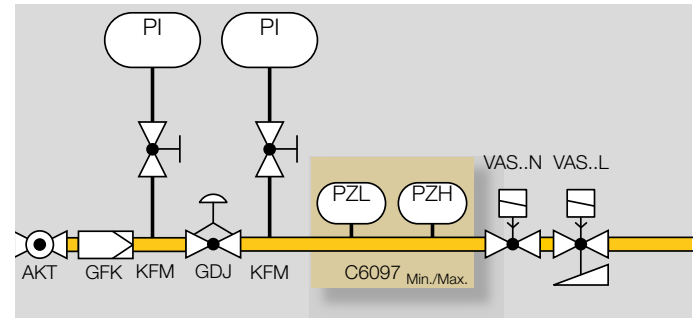 PI PI
VAS..N VAS..L
PZL PZH
AKT GFK KFM GDJ KFM C6097 Min./Max.